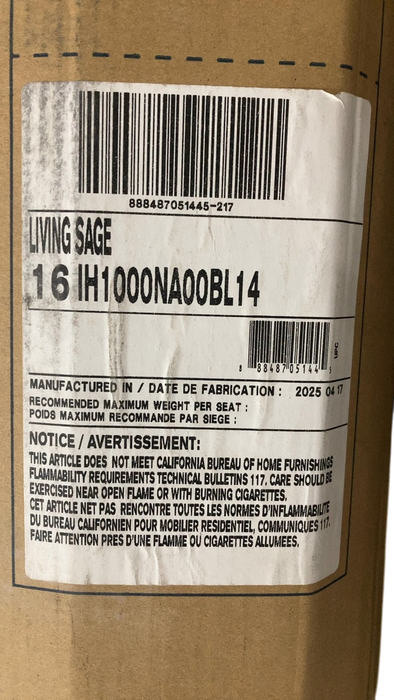 888487051445-217
LIVING SAGE
16 IH1000NA00BL14
8 88487 05144 5 UPC
MANUFACTURED IN / DATE DE FABRICATION : 2025 04 17
RECOMMENDED MAXIMUM WEIGHT PER SEAT :
POIDS MAXIMUM RECOMMANDE PAR SIEGE :
NOTICE / AVERTISSEMENT:
THIS ARTICLE DOES NOT MEET CALIFORNIA BUREAU OF HOME FURNISHINGS
FLAMMABILITY REQUIREMENTS TECHNICAL BULLETINS 117. CARE SHOULD BE
EXERCISED NEAR OPEN FLAME OR WITH BURNING CIGARETTES.
CET ARTICLE NET PAS RENCONTRE TOUTES LES NORMES D'INFLAMMABILITE
DU BUREAU CALIFORNIEN POUR MOBILIER RESIDENTIEL, COMMUNIQUES 117.
FAIRE ATTENTION PRES D'UNE FLAMME OU CIGARETTES ALLUMEES.